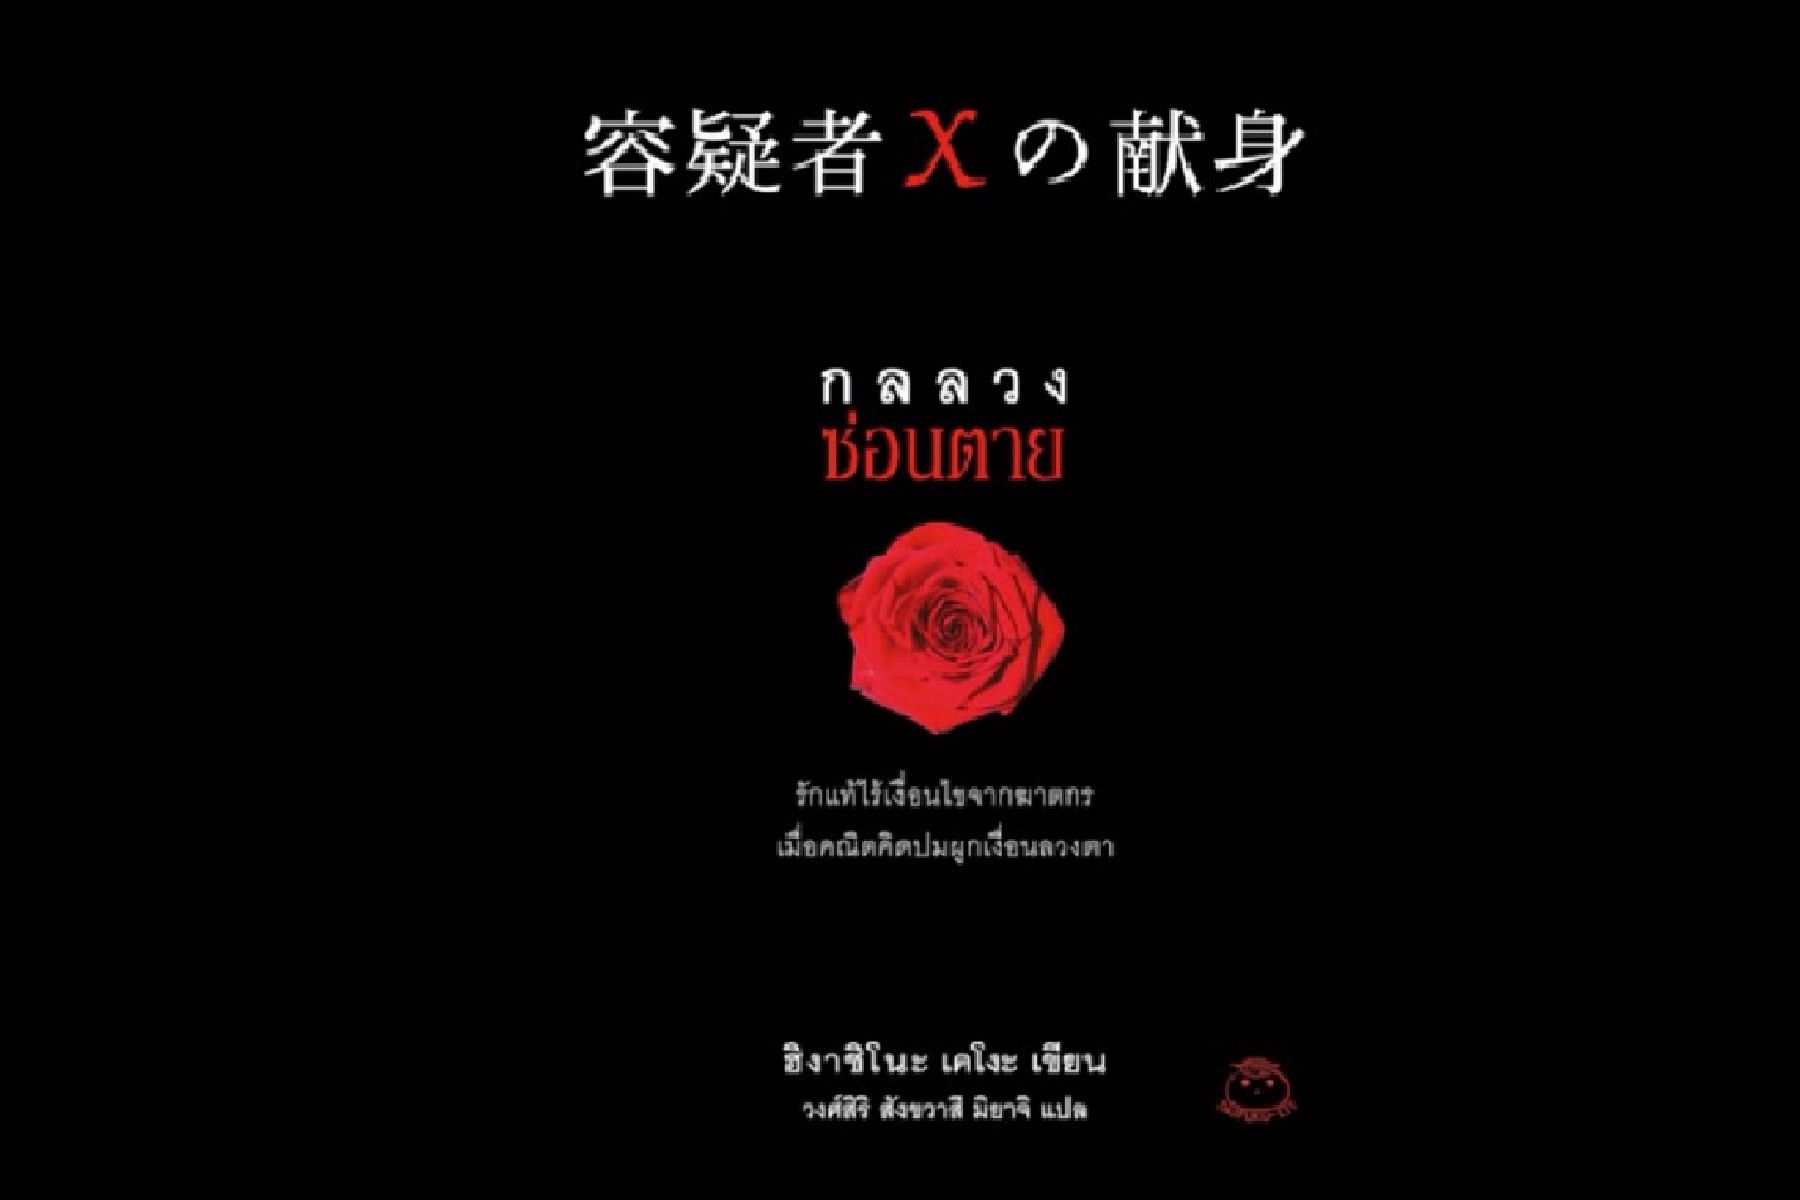 容疑者Xの献身
กลลวง
ซ่อนตาย
รักแท้ไร้เงื่อนไขจากฆาตกร
เมื่อคณิตคิดปมผูกเงื่อนลวงตา
ฮิงาชิโนะ เคโงะ เขียน
วงศ์สิริ สังขวาสี มิยาจิ แปล